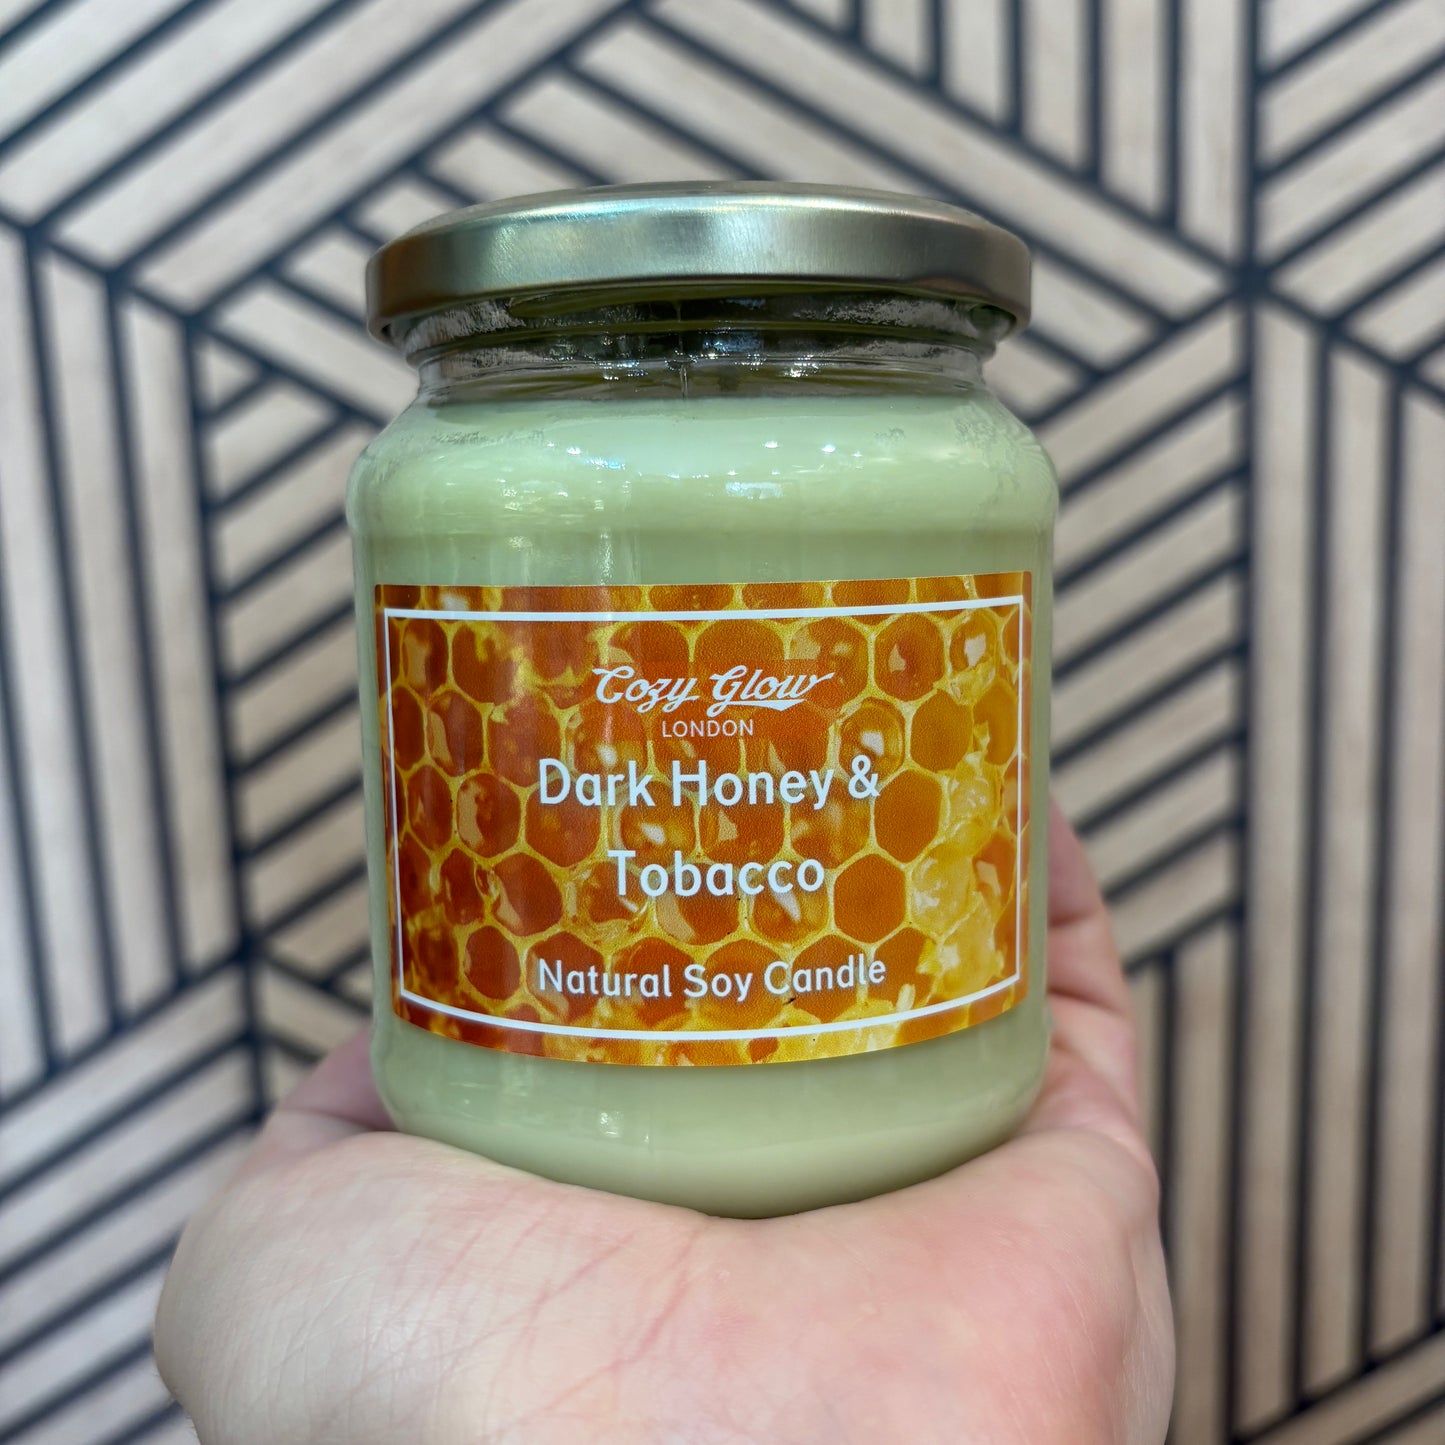 Cozy Glow
LONDON
Dark Honey &
Tobacco
Natural Soy Candle